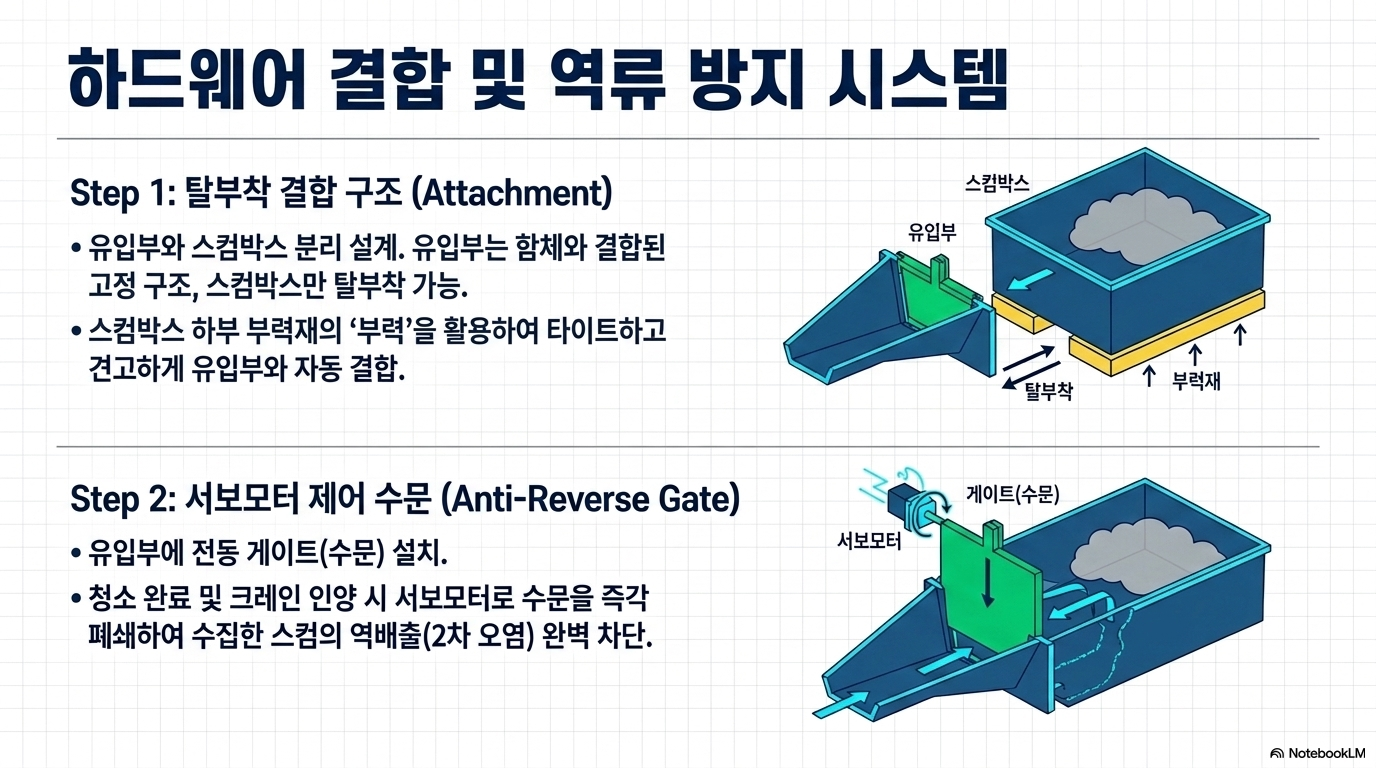 하드웨어 결합 및 역류 방지 시스템
Step 1: 탈부착 결합 구조 (Attachment)
• 유입부와 스컴박스 분리 설계. 유입부는 함체와 결합된
고정 구조, 스컴박스만 탈부착 가능.
• 스컴박스 하부 부력재의 ‘부력’을 활용하여 타이트하고
견고하게 유입부와 자동 결합.
스컴박스
유입부
탈부착
부력재
Step 2: 서보모터 제어 수문 (Anti-Reverse Gate)
• 유입부에 전동 게이트(수문) 설치.
• 청소 완료 및 크레인 인양 시 서보모터로 수문을 즉각
폐쇄하여 수집한 스컴의 역배출(2차 오염) 완벽 차단.
게이트(수문)
서보모터
NotebookLM